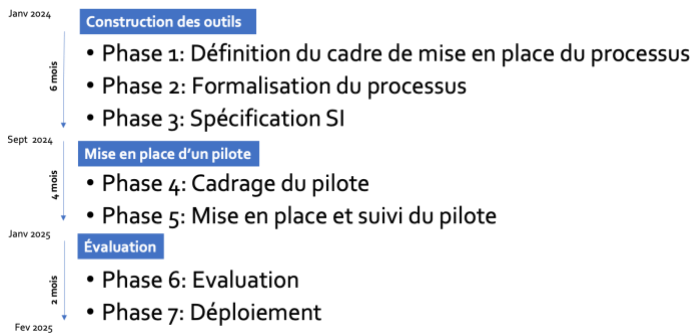 Janv 2024
Construction des outils
6 mois
• Phase 1: Définition du cadre de mise en place du processus
• Phase 2: Formalisation du processus
• Phase 3: Spécification SI
Sept 2024
Mise en place d'un pilote
4 mois
• Phase 4: Cadrage du pilote
• Phase 5: Mise en place et suivi du pilote
Janv 2025
Évaluation
2 mois
• Phase 6: Evaluation
• Phase 7: Déploiement
Fev 2025